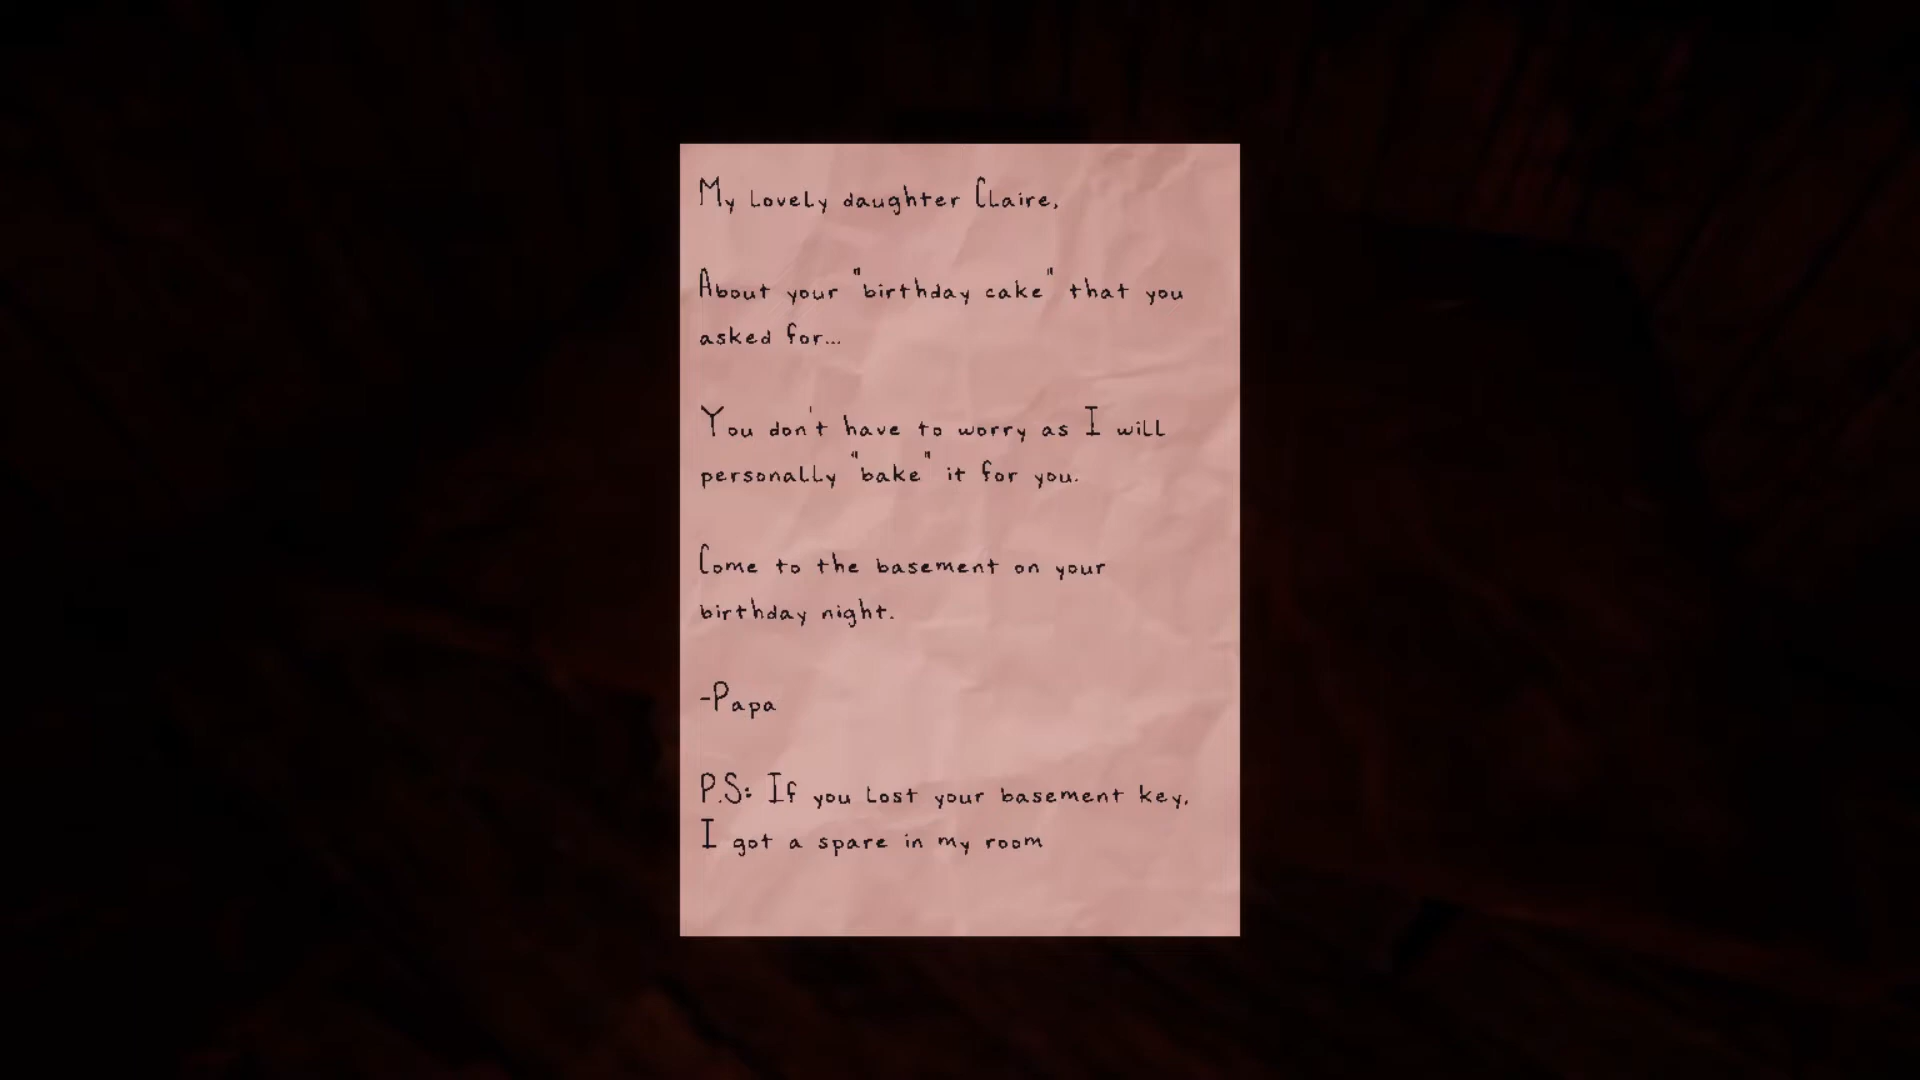 My lovely daughter Claire,
About your "birthday cake" that you
asked for...
You don't have to worry as I will
personally "bake" it for you.
Come to the basement on your
birthday night.
-Papa
P.S: If you lost your basement key,
I got a spare in my room